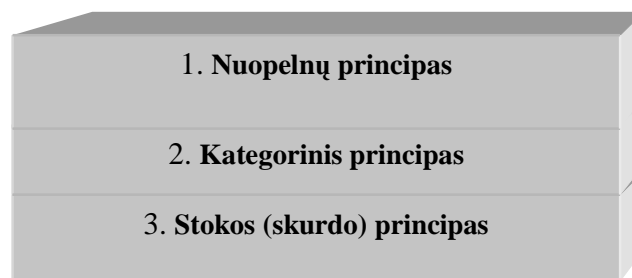 1. Nuopelnų principas
2. Kategorinis principas
3. Stokos (skurdo) principas